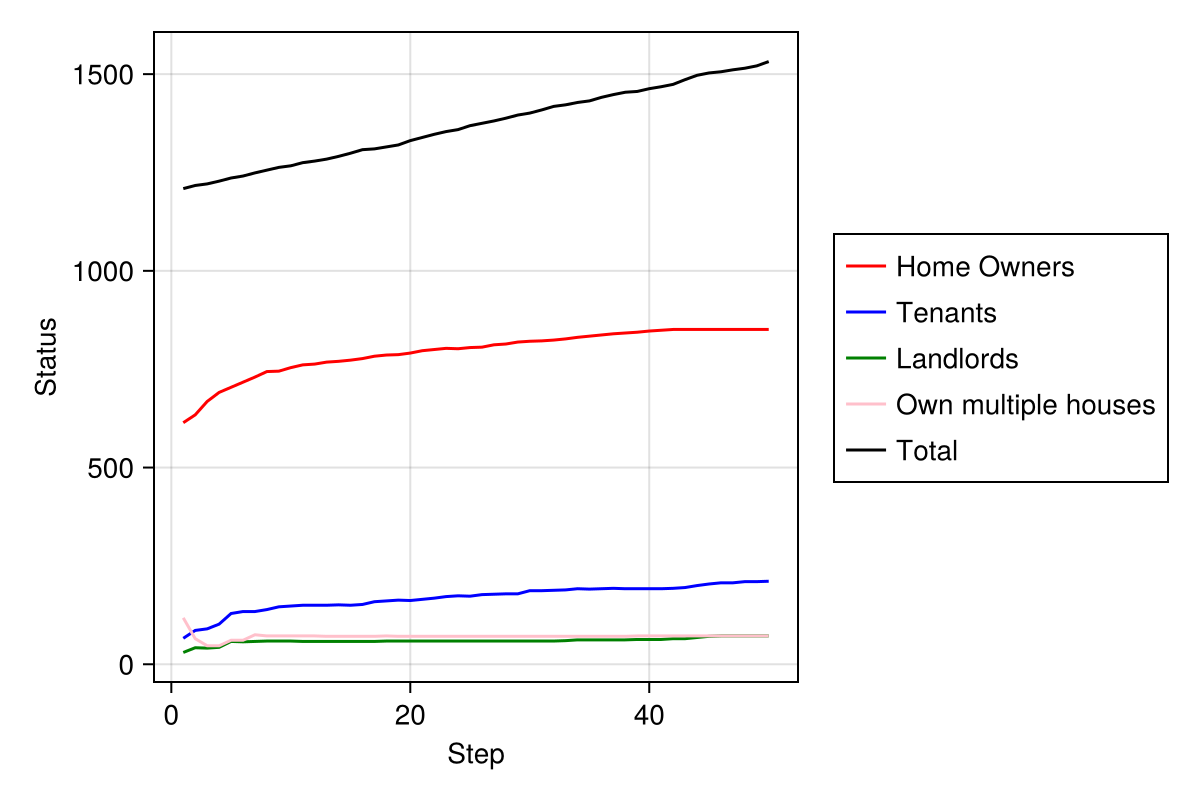 1500
1000
500
0
Status
0 20 40
Step
Home Owners
Tenants
Landlords
Own multiple houses
Total